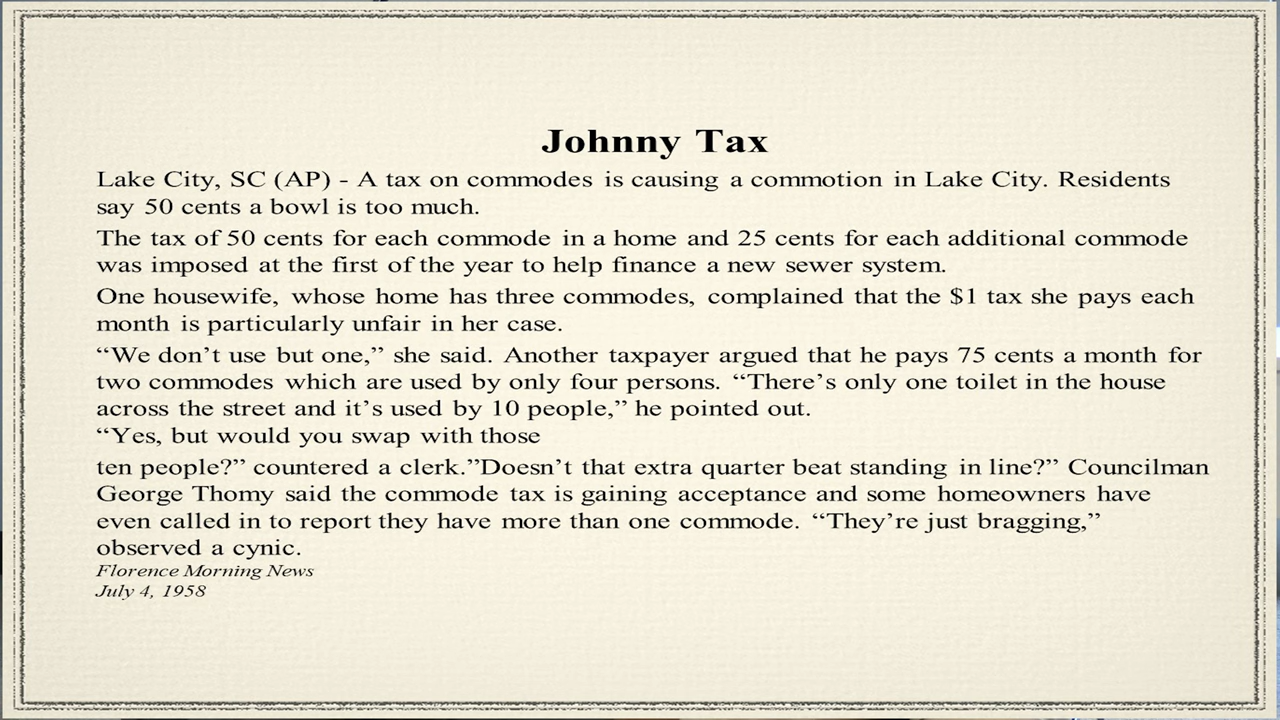 Johnny Tax
Lake City, SC (AP) - A tax on commodes is causing a commotion in Lake City. Residents
say 50 cents a bowl is too much.
The tax of 50 cents for each commode in a home and 25 cents for each additional commode
was imposed at the first of the year to help finance a new sewer system.
One housewife, whose home has three commodes, complained that the $1 tax she pays each
month is particularly unfair in her case.
“We don’t use but one,” she said. Another taxpayer argued that he pays 75 cents a month for
two commodes which are used by only four persons. “There’s only one toilet in the house
across the street and it’s used by 10 people,” he pointed out.
“Yes, but would you swap with those
ten people?” countered a clerk.”Doesn’t that extra quarter beat standing in line?” Councilman
George Thomy said the commode tax is gaining acceptance and some homeowners have
even called in to report they have more than one commode. “They’re just bragging,”
observed a cynic.
Florence Morning News
July 4, 1958